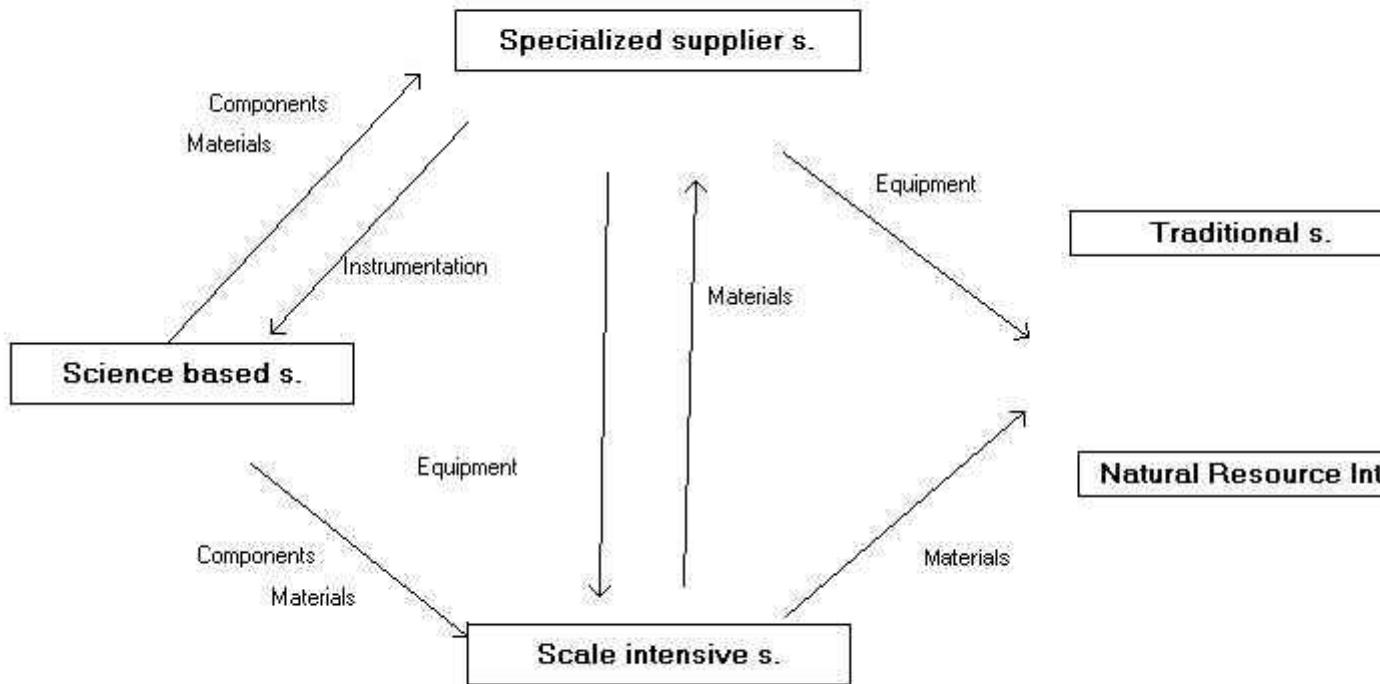 Specialized supplier s.
Components
Materials
Equipment
Traditional s.
Instrumentation
Materials
Science based s.
Equipment
Natural Resource Int
Components
Materials
Materials
Scale intensive s.